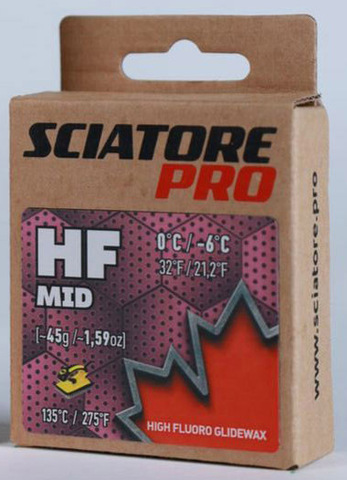 SCIATORE
PRO
HF
MID
0°C / -6°C
32°F / 21,2°F
[~45g /~1,59oz]
135°C / 275°F
HIGH FLUORO GLIDEWAX
www.sciatore.pro